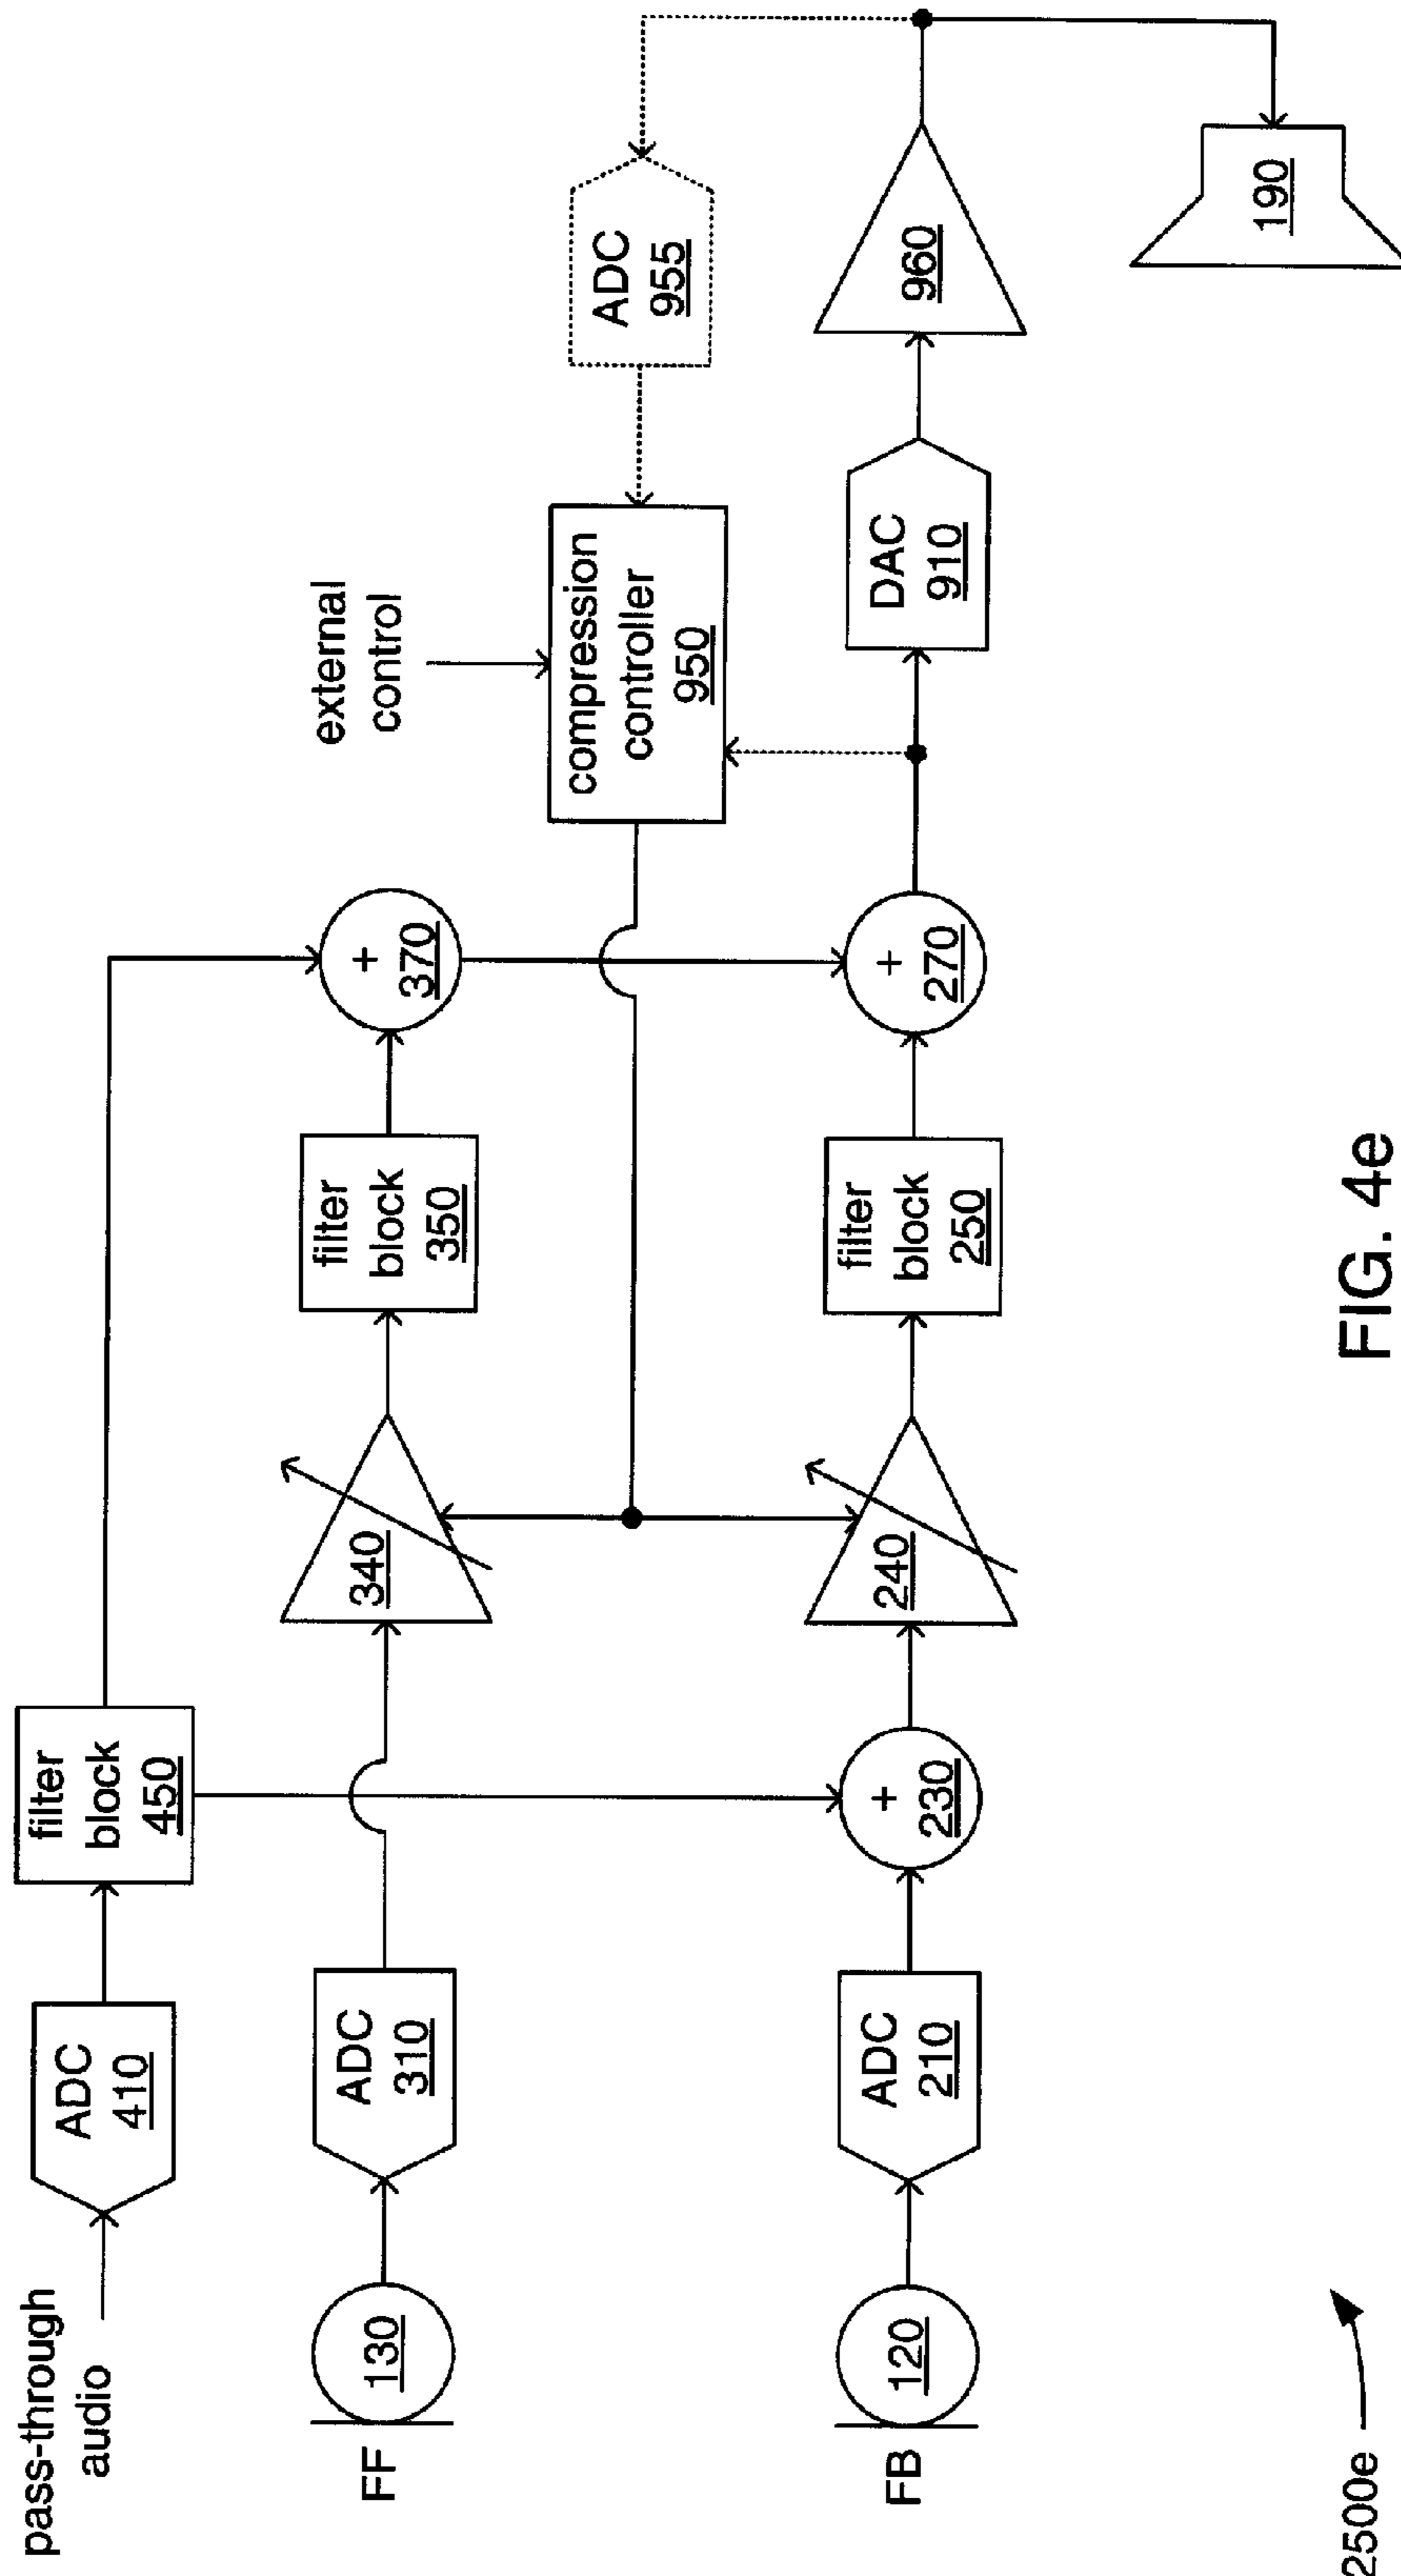 pass-through
audio
ADC
410
filter
block
450
FF
130
ADC
310
340
filter
block
350
+
370
external
control
compression
controller
950
ADC
955
FB
120
ADC
210
+
230
240
filter
block
250
+
270
DAC
910
960
190
2500e
FIG. 4e